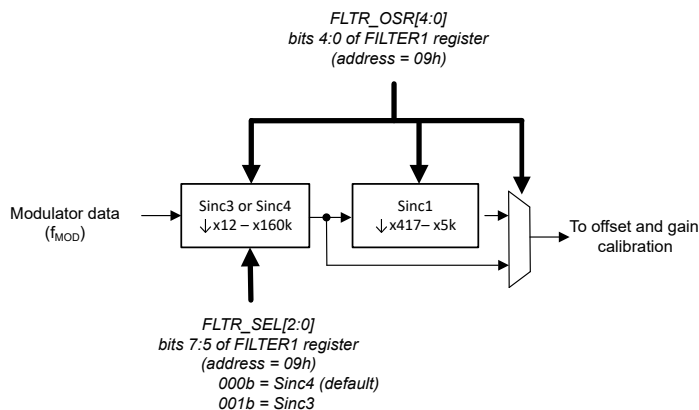 FLTR_OSR[4:0]
bits 4:0 of FILTER1 register
(address = 09h)
Modulator data
(fMOD)
Sinc3 or Sinc4
↓x12 – x160k
Sinc1
↓x417– x5k
To offset and gain
calibration
FLTR_SEL[2:0]
bits 7:5 of FILTER1 register
(address = 09h)
000b = Sinc4 (default)
001b = Sinc3